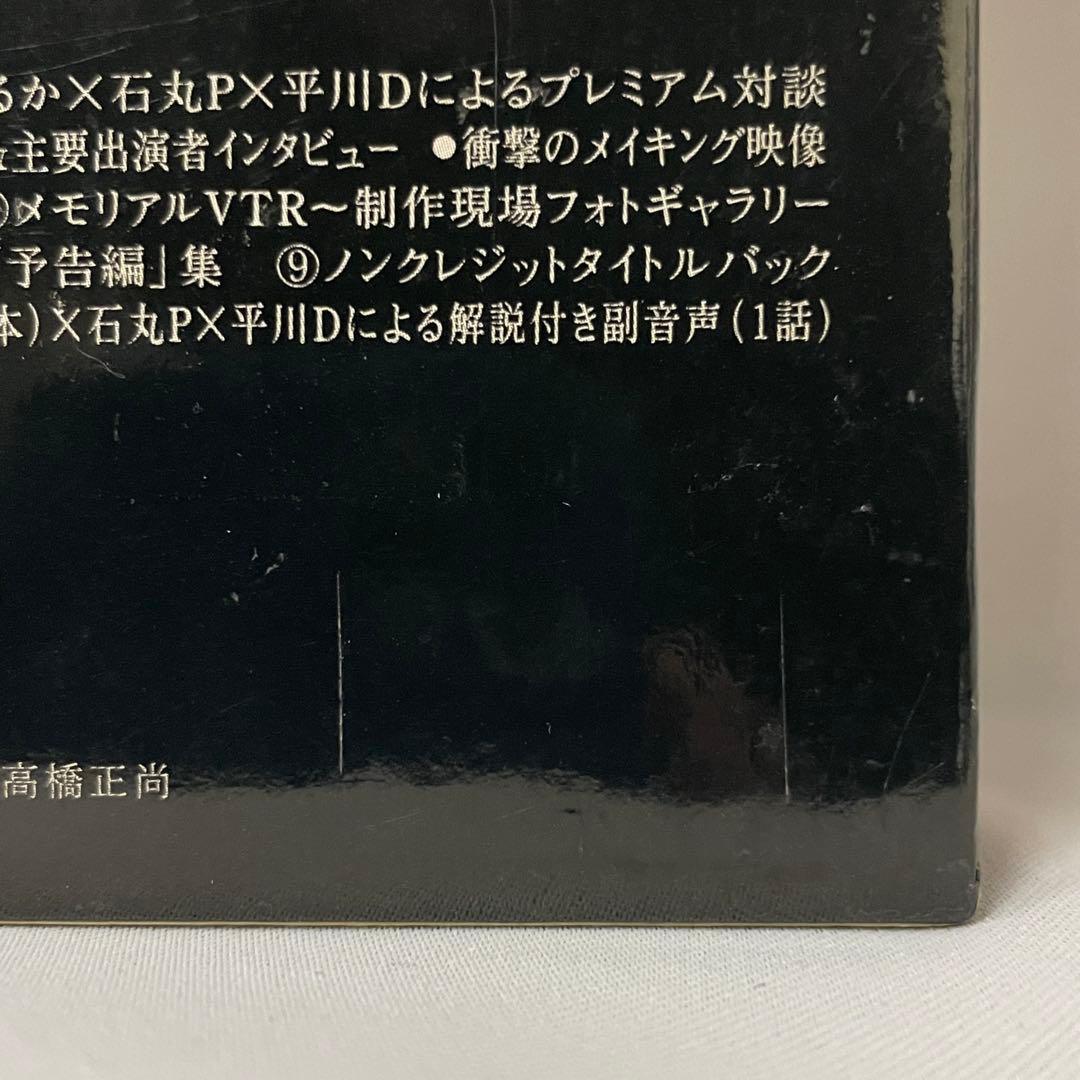 るか×石丸P×平川Dによるプレミアム対談
主要出演者インタビュー ●衝撃のメイキング映像
メモリアルVTR〜制作現場フォトギャラリー
「予告編」集 ⑨ノンクレジットタイトルバック
本)×石丸P×平川Dによる解説付き副音声(1話)
高橋正尚